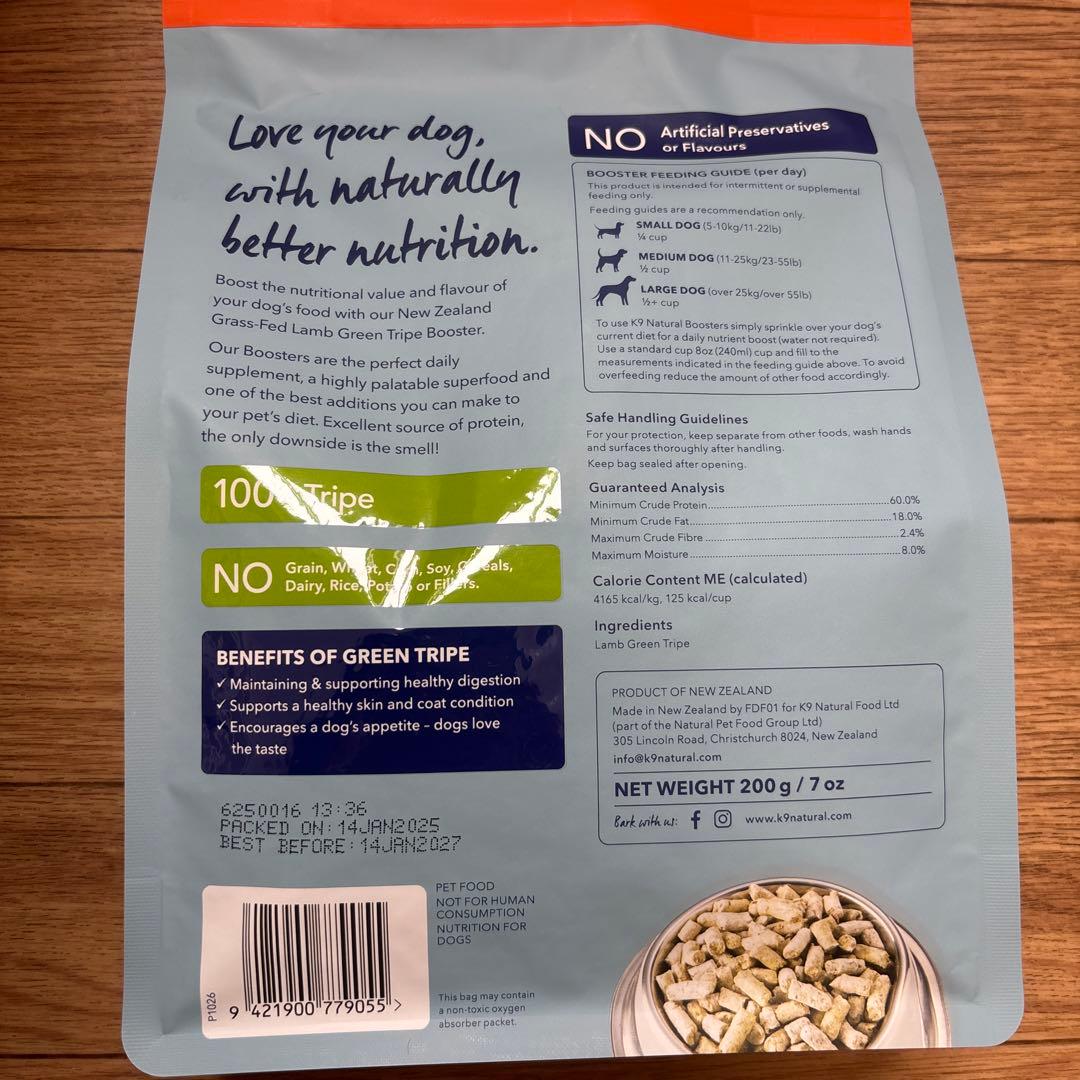 Love your dog,
with naturally
better nutrition.
Boost the nutritional value and flavour of
your dog's food with our New Zealand
Grass-Fed Lamb Green Tripe Booster.
Our Boosters are the perfect daily
supplement, a highly palatable superfood and
one of the best additions you can make to
your pet's diet. Excellent source of protein,
the only downside is the smell!
100% Tripe
NO
Grain, Wheat, Corn, Soy, Cereals,
Dairy, Rice, Potato or Fillers.
BENEFITS OF GREEN TRIPE
✓ Maintaining & supporting healthy digestion
✓ Supports a healthy skin and coat condition
✓ Encourages a dog's appetite – dogs love
the taste
6250016 13:36
PACKED ON: 14JAN2025
BEST BEFORE: 14JAN2027
P1026
9 421900 779055 >
PET FOOD
NOT FOR HUMAN
CONSUMPTION
NUTRITION FOR
DOGS
This bag may contain
a non-toxic oxygen
absorber packet.
NO
Artificial Preservatives
or Flavours
BOOSTER FEEDING GUIDE (per day)
This product is intended for intermittent or supplemental
feeding only.
Feeding guides are a recommendation only.
SMALL DOG (5-10kg/11-22lb)
¼ cup
MEDIUM DOG (11-25kg/23-55lb)
½ cup
LARGE DOG (over 25kg/over 55lb)
½+ cup
To use K9 Natural Boosters simply sprinkle over your dog's
current diet for a daily nutrient boost (water not required).
Use a standard cup 8oz (240ml) cup and fill to the
measurements indicated in the feeding guide above. To avoid
overfeeding reduce the amount of other food accordingly.
Safe Handling Guidelines
For your protection, keep separate from other foods, wash hands
and surfaces thoroughly after handling.
Keep bag sealed after opening.
Guaranteed Analysis
Minimum Crude Protein 60.0%
Minimum Crude Fat 18.0%
Maximum Crude Fibre 2.4%
Maximum Moisture 8.0%
Calorie Content ME (calculated)
4165 kcal/kg, 125 kcal/cup
Ingredients
Lamb Green Tripe
PRODUCT OF NEW ZEALAND
Made in New Zealand by FDF01 for K9 Natural Food Ltd
(part of the Natural Pet Food Group Ltd)
305 Lincoln Road, Christchurch 8024, New Zealand
info@k9natural.com
NET WEIGHT 200 g / 7 oz
Bark with us: www.k9natural.com